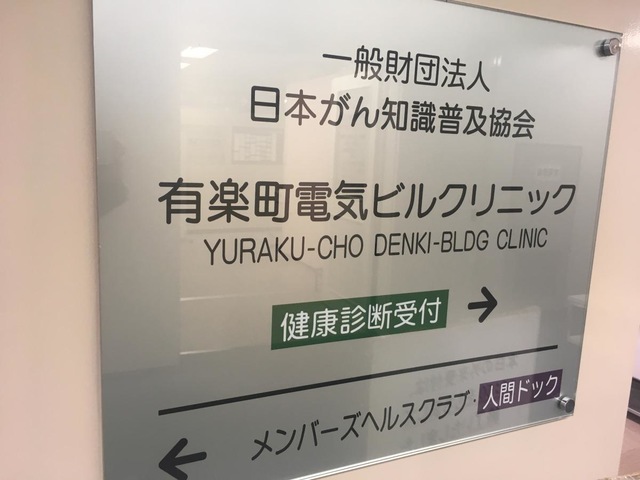 一般財団法人
日本がん知識普及協会
有楽町電気ビルクリニック
YURAKU-CHO DENKI-BLDG CLINIC
健康診断受付 →
← メンバーズヘルスクラブ・人間ドック